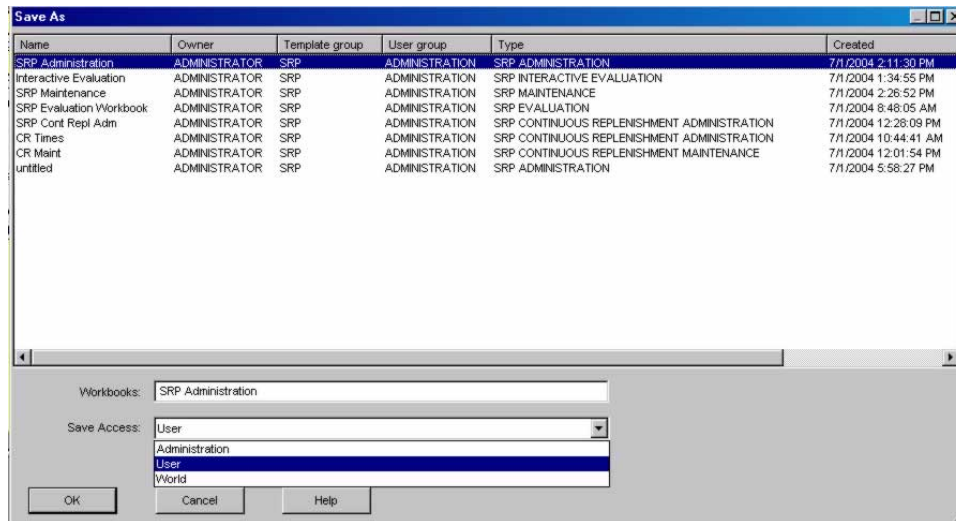 Save As
Name Owner Template group User group Type Created
SRP Administration ADMINISTRATOR SRP ADMINISTRATION SRP ADMINISTRATION 7/1/2004 2:11:30 PM
Interactive Evaluation ADMINISTRATOR SRP ADMINISTRATION SRP INTERACTIVE EVALUATION 7/1/2004 1:34:55 PM
SRP Maintenance ADMINISTRATOR SRP ADMINISTRATION SRP MAINTENANCE 7/1/2004 2:26:52 PM
SRP Evaluation Workbook ADMINISTRATOR SRP ADMINISTRATION SRP EVALUATION 7/1/2004 8:48:05 AM
SRP Cont Repl Adm ADMINISTRATOR SRP ADMINISTRATION SRP CONTINUOUS REPLENISHMENT ADMINISTRATION 7/1/2004 12:28:09 PM
CR Times ADMINISTRATOR SRP ADMINISTRATION SRP CONTINUOUS REPLENISHMENT ADMINISTRATION 7/1/2004 10:44:41 AM
CR Maint ADMINISTRATOR SRP ADMINISTRATION SRP CONTINUOUS REPLENISHMENT MAINTENANCE 7/1/2004 12:01:54 PM
untitled ADMINISTRATOR SRP ADMINISTRATION SRP ADMINISTRATION 7/1/2004 5:58:27 PM
Workbooks: SRP Administration
Save Access: User
Administration
User
World
OK Cancel Help